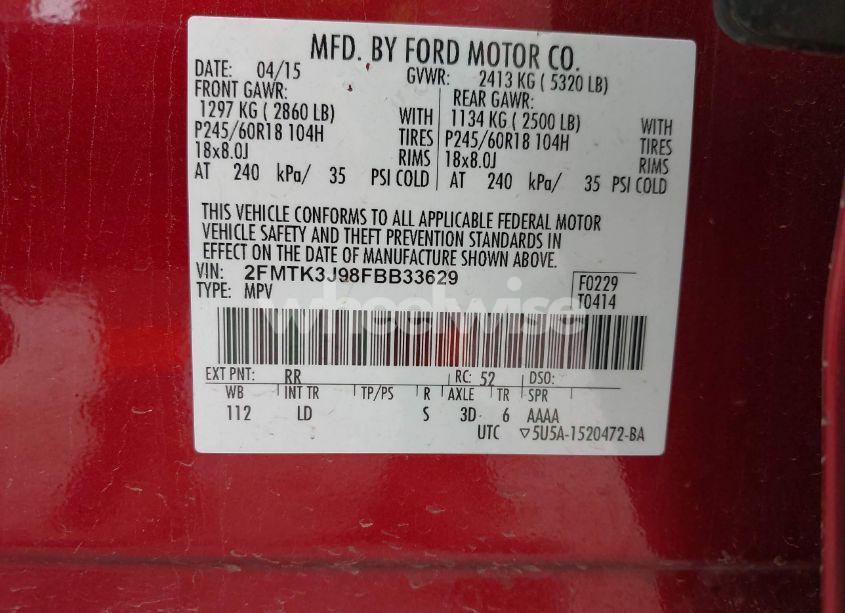 MFD. BY FORD MOTOR CO.
DATE: 04/15 GVWR: 2413 KG ( 5320 LB)
FRONT GAWR: REAR GAWR:
1297 KG ( 2860 LB) WITH 1134 KG ( 2500 LB) WITH
P245/60R18 104H TIRES P245/60R18 104H TIRES
18x8.0J RIMS 18x8.0J RIMS
AT 240 kPa/ 35 PSI COLD AT 240 kPa/ 35 PSI COLD
THIS VEHICLE CONFORMS TO ALL APPLICABLE FEDERAL MOTOR
VEHICLE SAFETY AND THEFT PREVENTION STANDARDS IN
EFFECT ON THE DATE OF MANUFACTURE SHOWN ABOVE.
VIN: 2FMTK3J98FBB33629 F0229
TYPE: MPV T0414
wheelwise
EXT PNT: RR RC: 52 DSO:
WB INT TR TP/PS R AXLE TR SPR
112 LD S 3D 6 AAAA
UTC ▽5U5A-1520472-BA